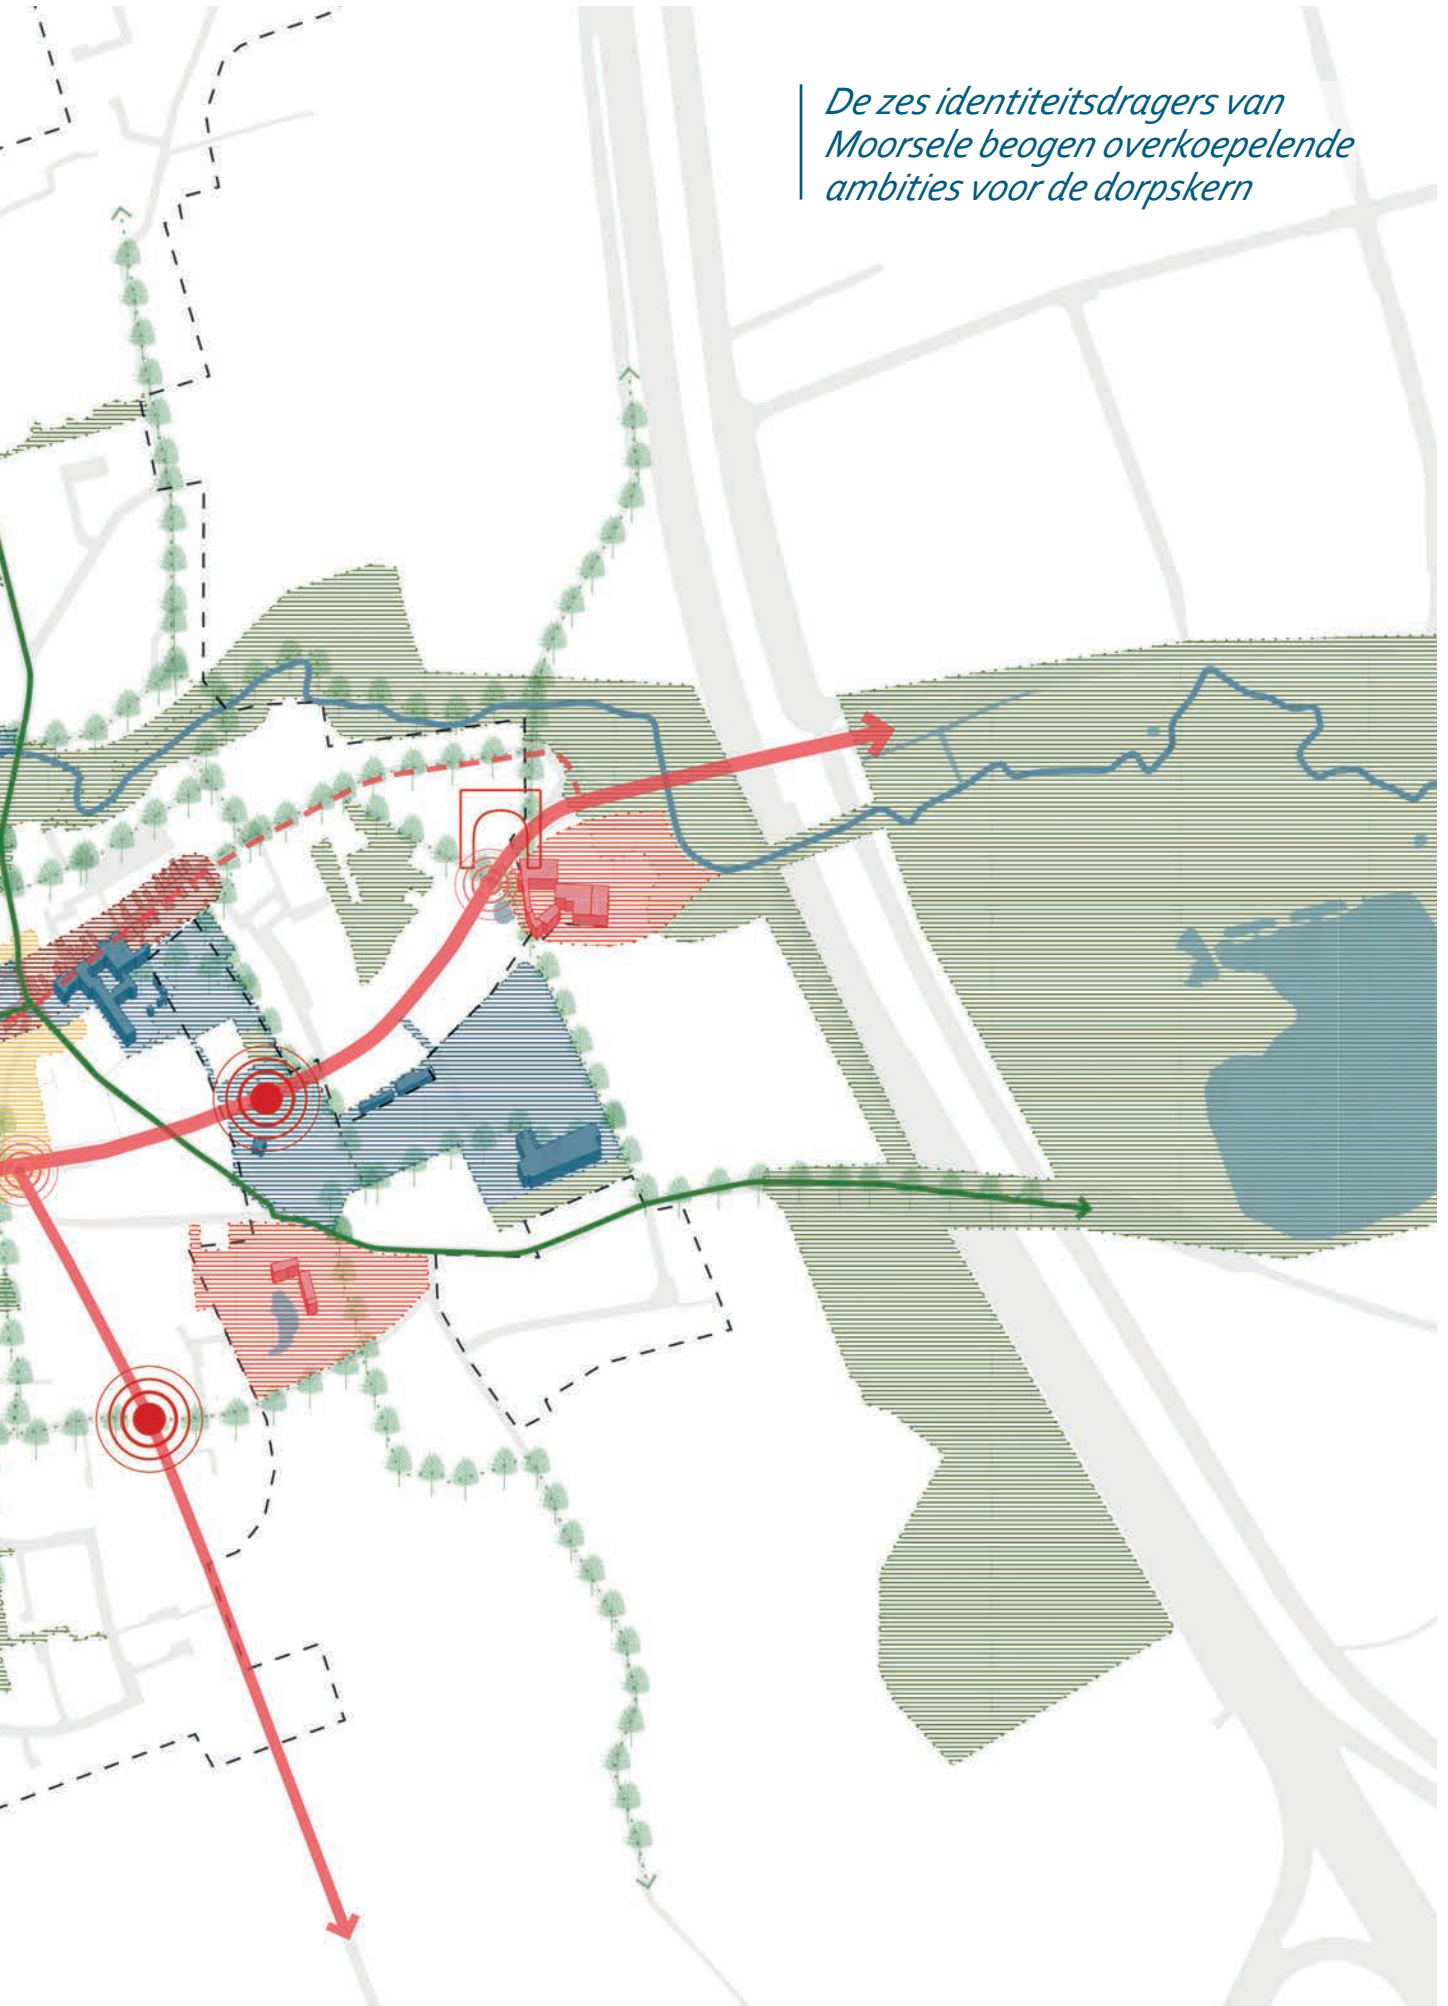 De zes identiteitsdragers van
Moorsele beogen overkoepelende
ambities voor de dorpskern